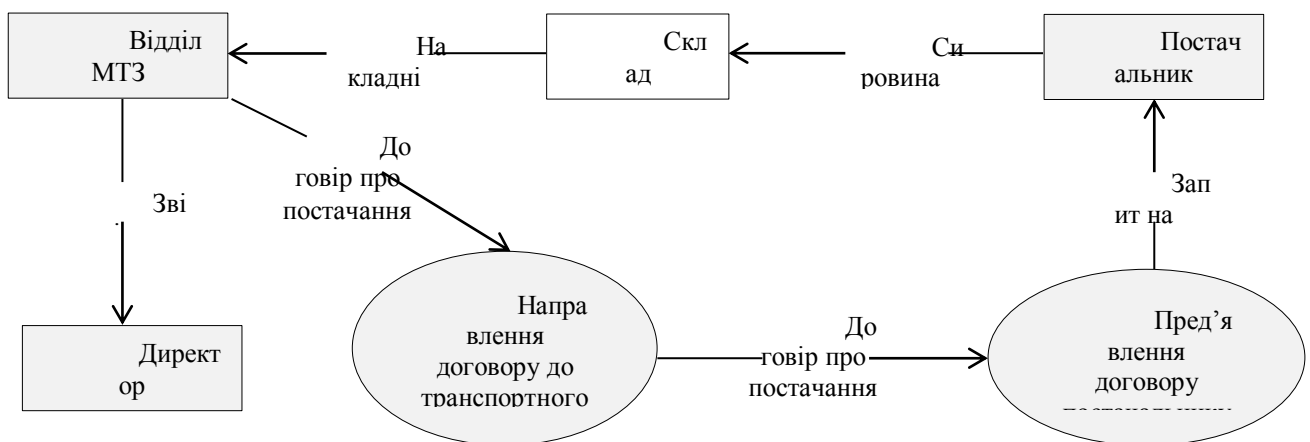 Відділ
МТЗ
На
кладні
Скл
ад
Си
ровина
Постач
альник
До
говір про
постачання
Зві
Зап
ит на
Директ
ор
Напра
влення
договору до
транспортного
До
говір про
постачання
Пред’я
влення
договору